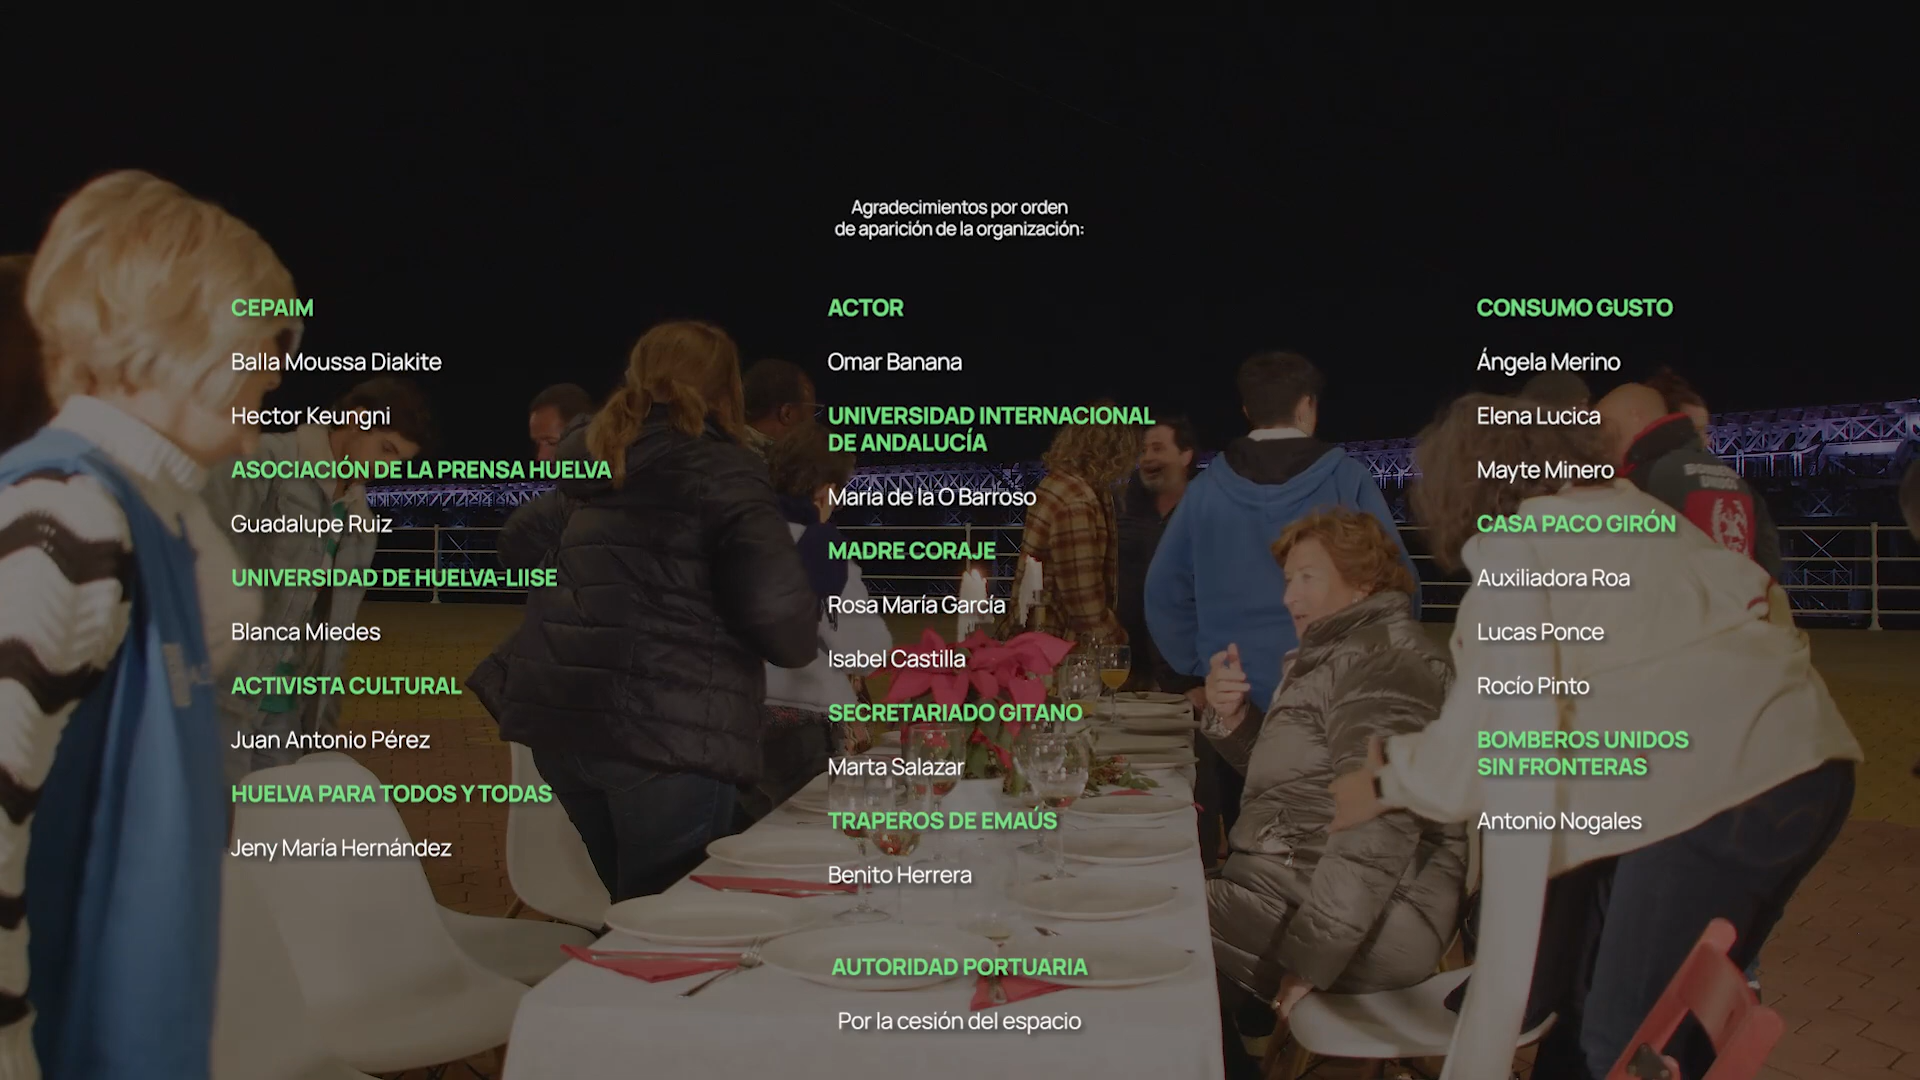 Agradecimientos por orden
de aparición de la organización:
CEPAIM
Balla Moussa Diakite
Hector Keungni
ASOCIACIÓN DE LA PRENSA HUELVA
Guadalupe Ruiz
UNIVERSIDAD DE HUELVA-LIISE
Blanca Miedes
ACTIVISTA CULTURAL
Juan Antonio Pérez
HUELVA PARA TODOS Y TODAS
Jeny María Hernández
ACTOR
Omar Banana
UNIVERSIDAD INTERNACIONAL
DE ANDALUCÍA
María de la O Barroso
MADRE CORAJE
Rosa María García
Isabel Castilla
SECRETARIADO GITANO
Marta Salazar
TRAPEROS DE EMAÚS
Benito Herrera
CONSUMO GUSTO
Ángela Merino
Elena Lucica
Mayte Minero
CASA PACO GIRÓN
Auxiliadora Roa
Lucas Ponce
Rocío Pinto
BOMBEROS UNIDOS
SIN FRONTERAS
Antonio Nogales
AUTORIDAD PORTUARIA
Por la cesión del espacio